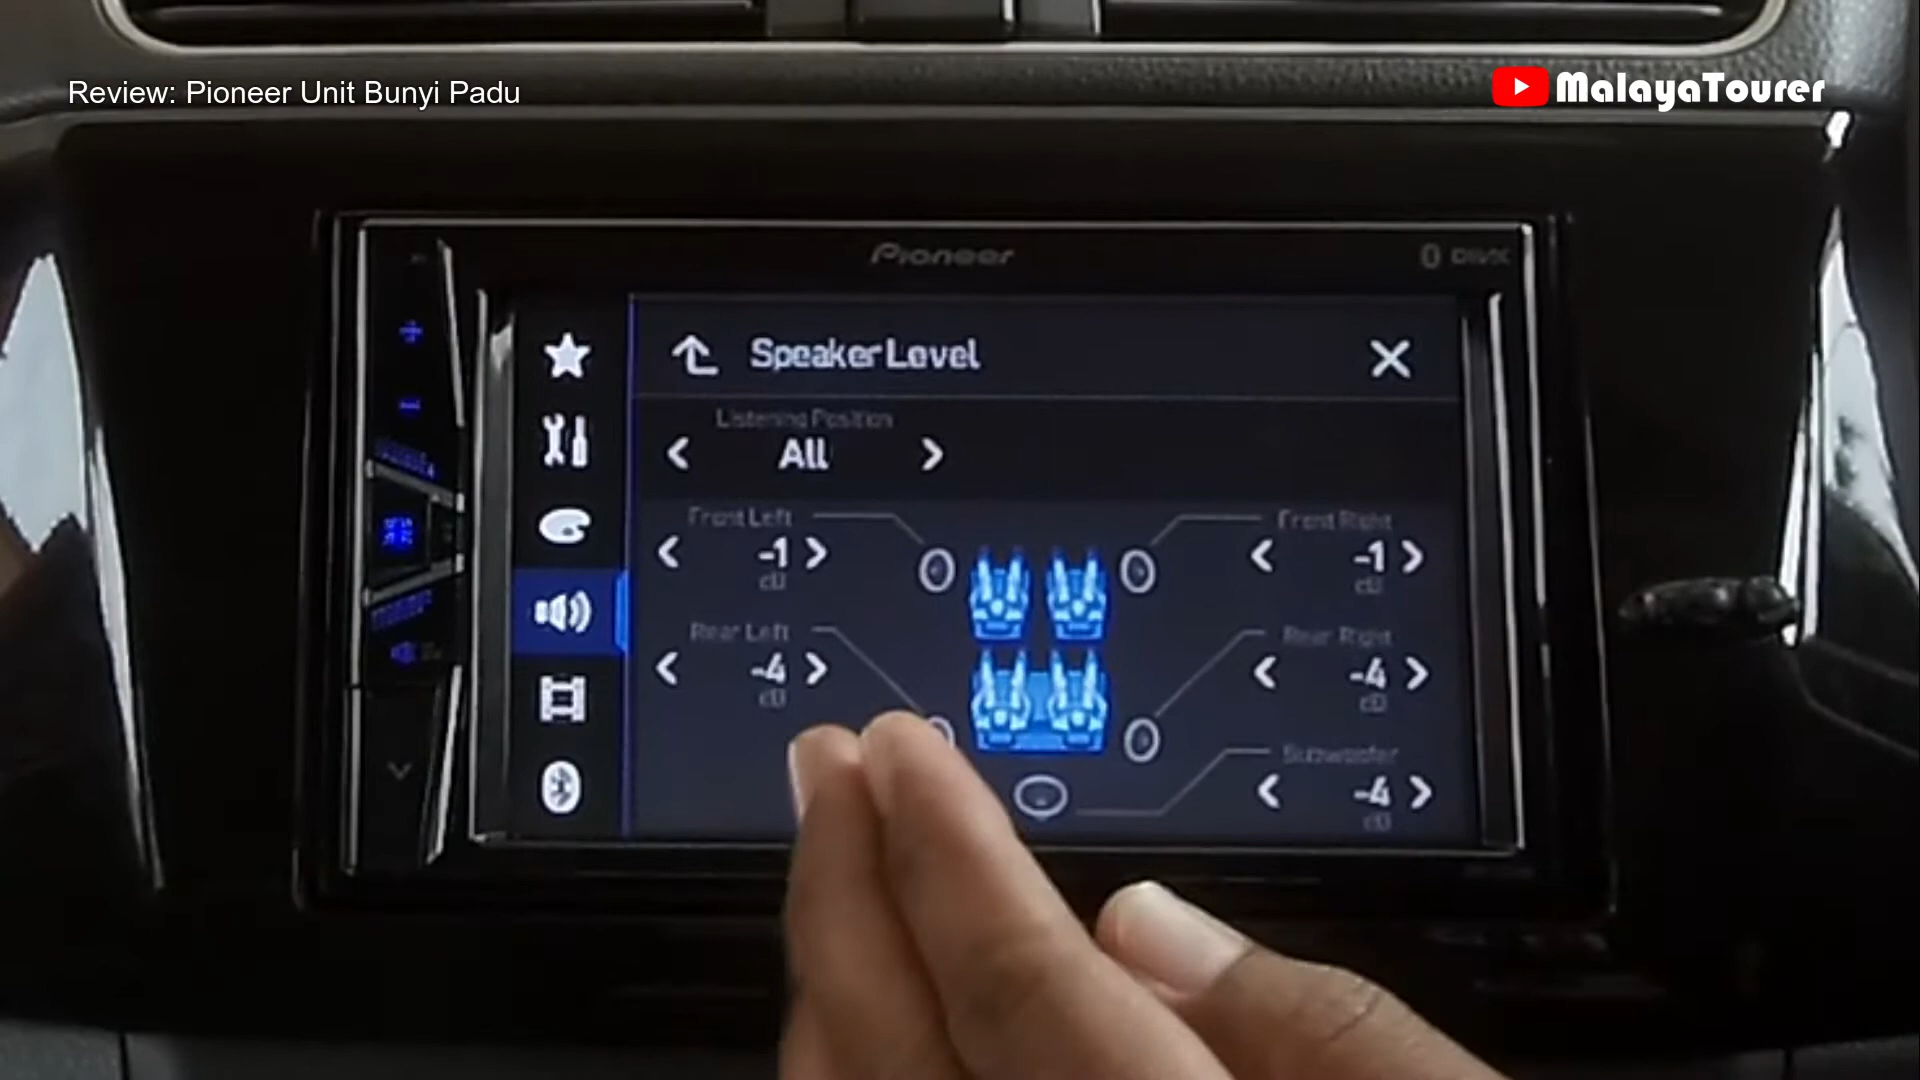 Review: Pioneer Unit Bunyi Padu
MalayaTourer
Pioneer
DIVX
Speaker Level
Listening Position
All
Front Left
-1
dB
Front Right
-1
dB
Rear Left
-4
dB
Rear Right
-4
dB
Subwoofer
-4
dB